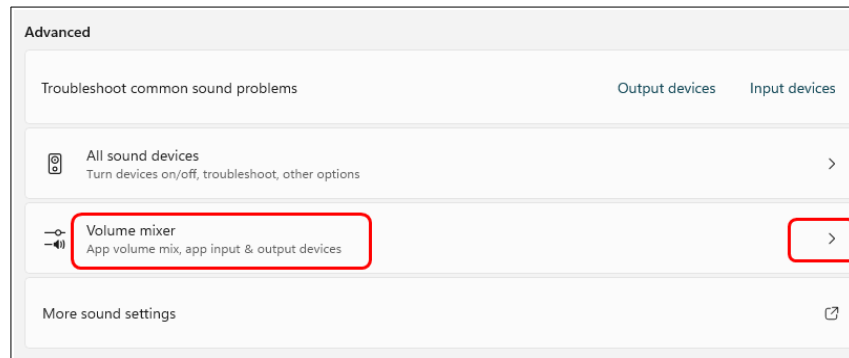 Advanced
Troubleshoot common sound problems Output devices Input devices
All sound devices
Turn devices on/off, troubleshoot, other options
Volume mixer
App volume mix, app input & output devices
More sound settings